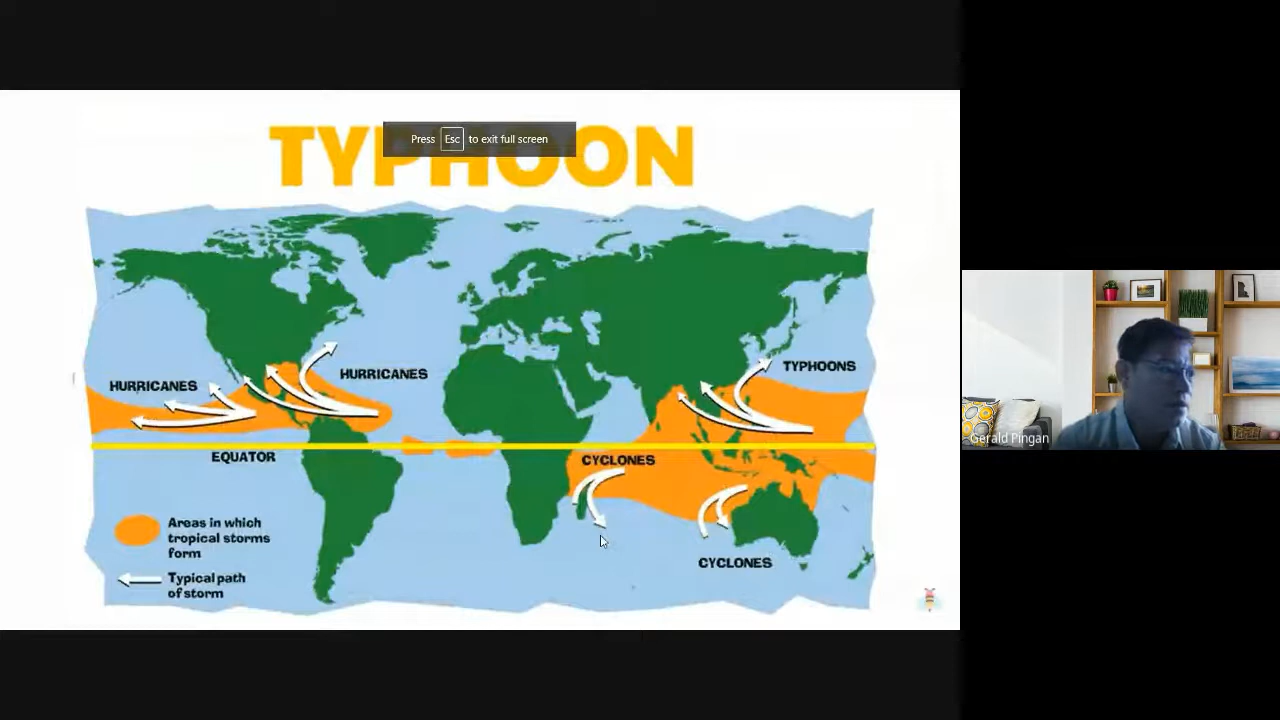 TYPHOON
Press Esc to exit full screen
HURRICANES
HURRICANES
TYPHOONS
EQUATOR
CYCLONES
CYCLONES
Areas in which
tropical storms
form
Typical path
of storm
Gerald Pingan